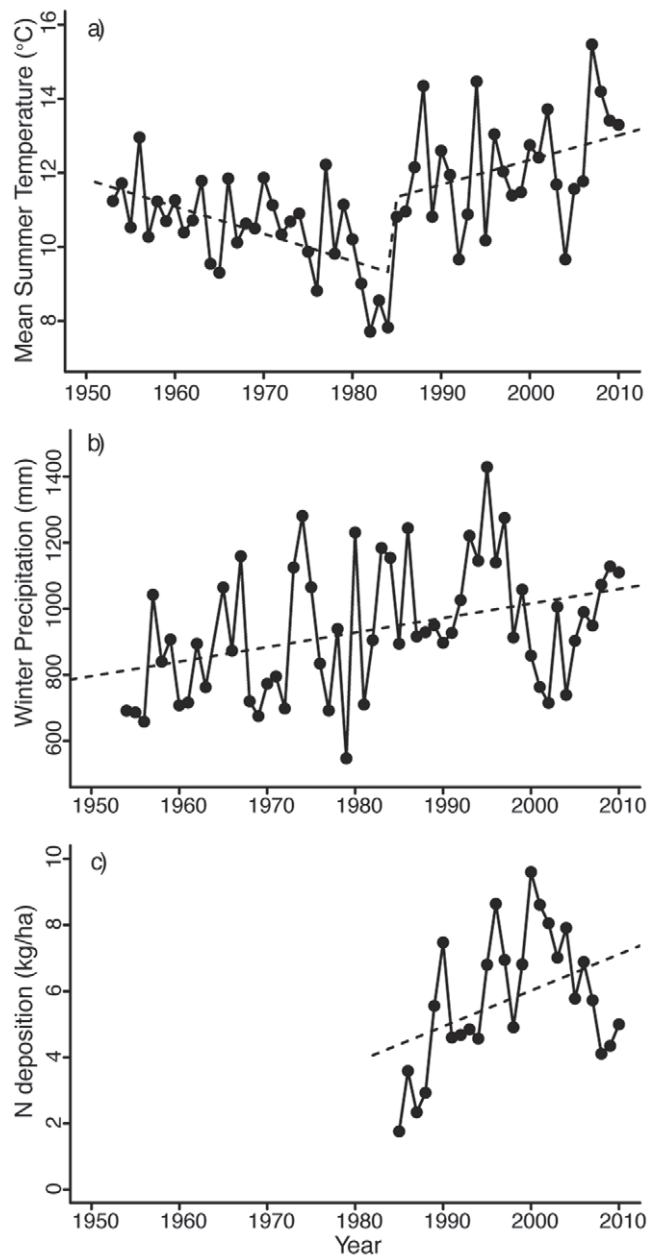 a)
Mean Summer Temperature (°C)
16
14
12
10
8
1950 1960 1970 1980 1990 2000 2010
b)
Winter Precipitation (mm)
1400
1200
1000
800
600
1950 1960 1970 1980 1990 2000 2010
c)
N deposition (kg/ha)
10
8
6
4
2
0
1950 1960 1970 1980 1990 2000 2010
Year